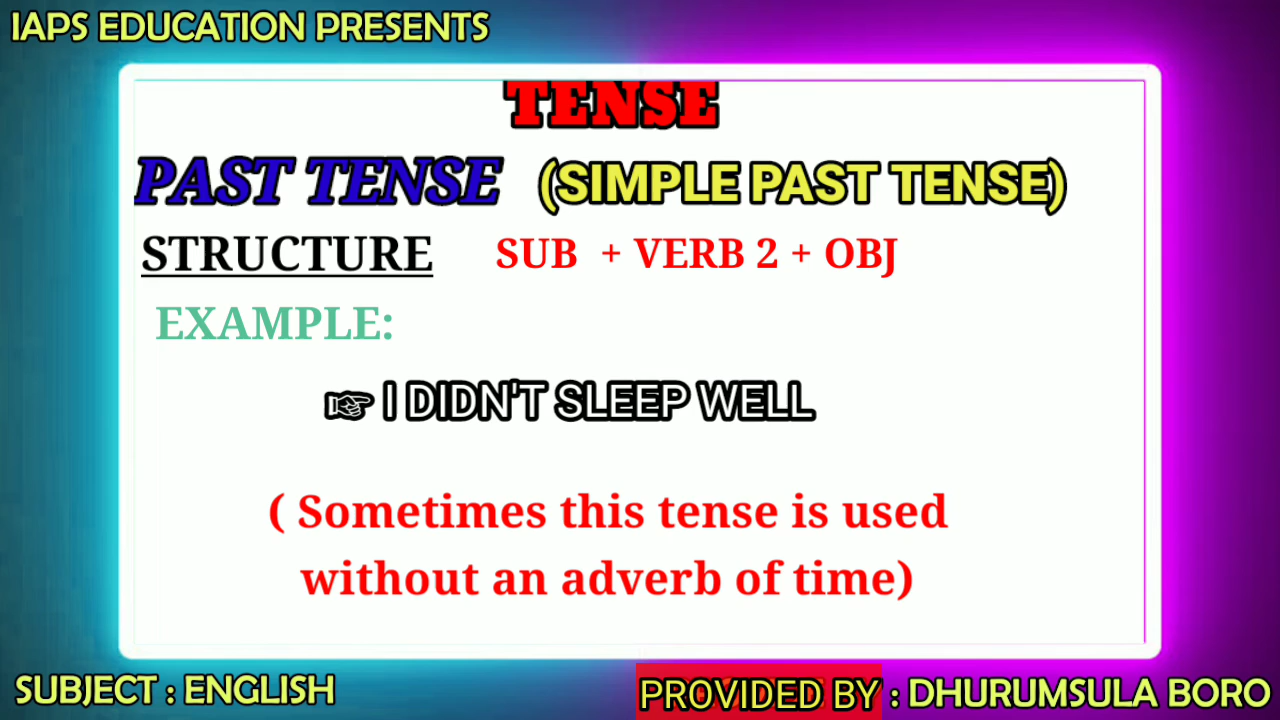 IAPS EDUCATION PRESENTS
TENSE
PAST TENSE (SIMPLE PAST TENSE)
STRUCTURE SUB + VERB 2 + OBJ
EXAMPLE:
☞ I DIDN'T SLEEP WELL
( Sometimes this tense is used
without an adverb of time)
SUBJECT : ENGLISH
PROVIDED BY : DHURUMSULA BORO